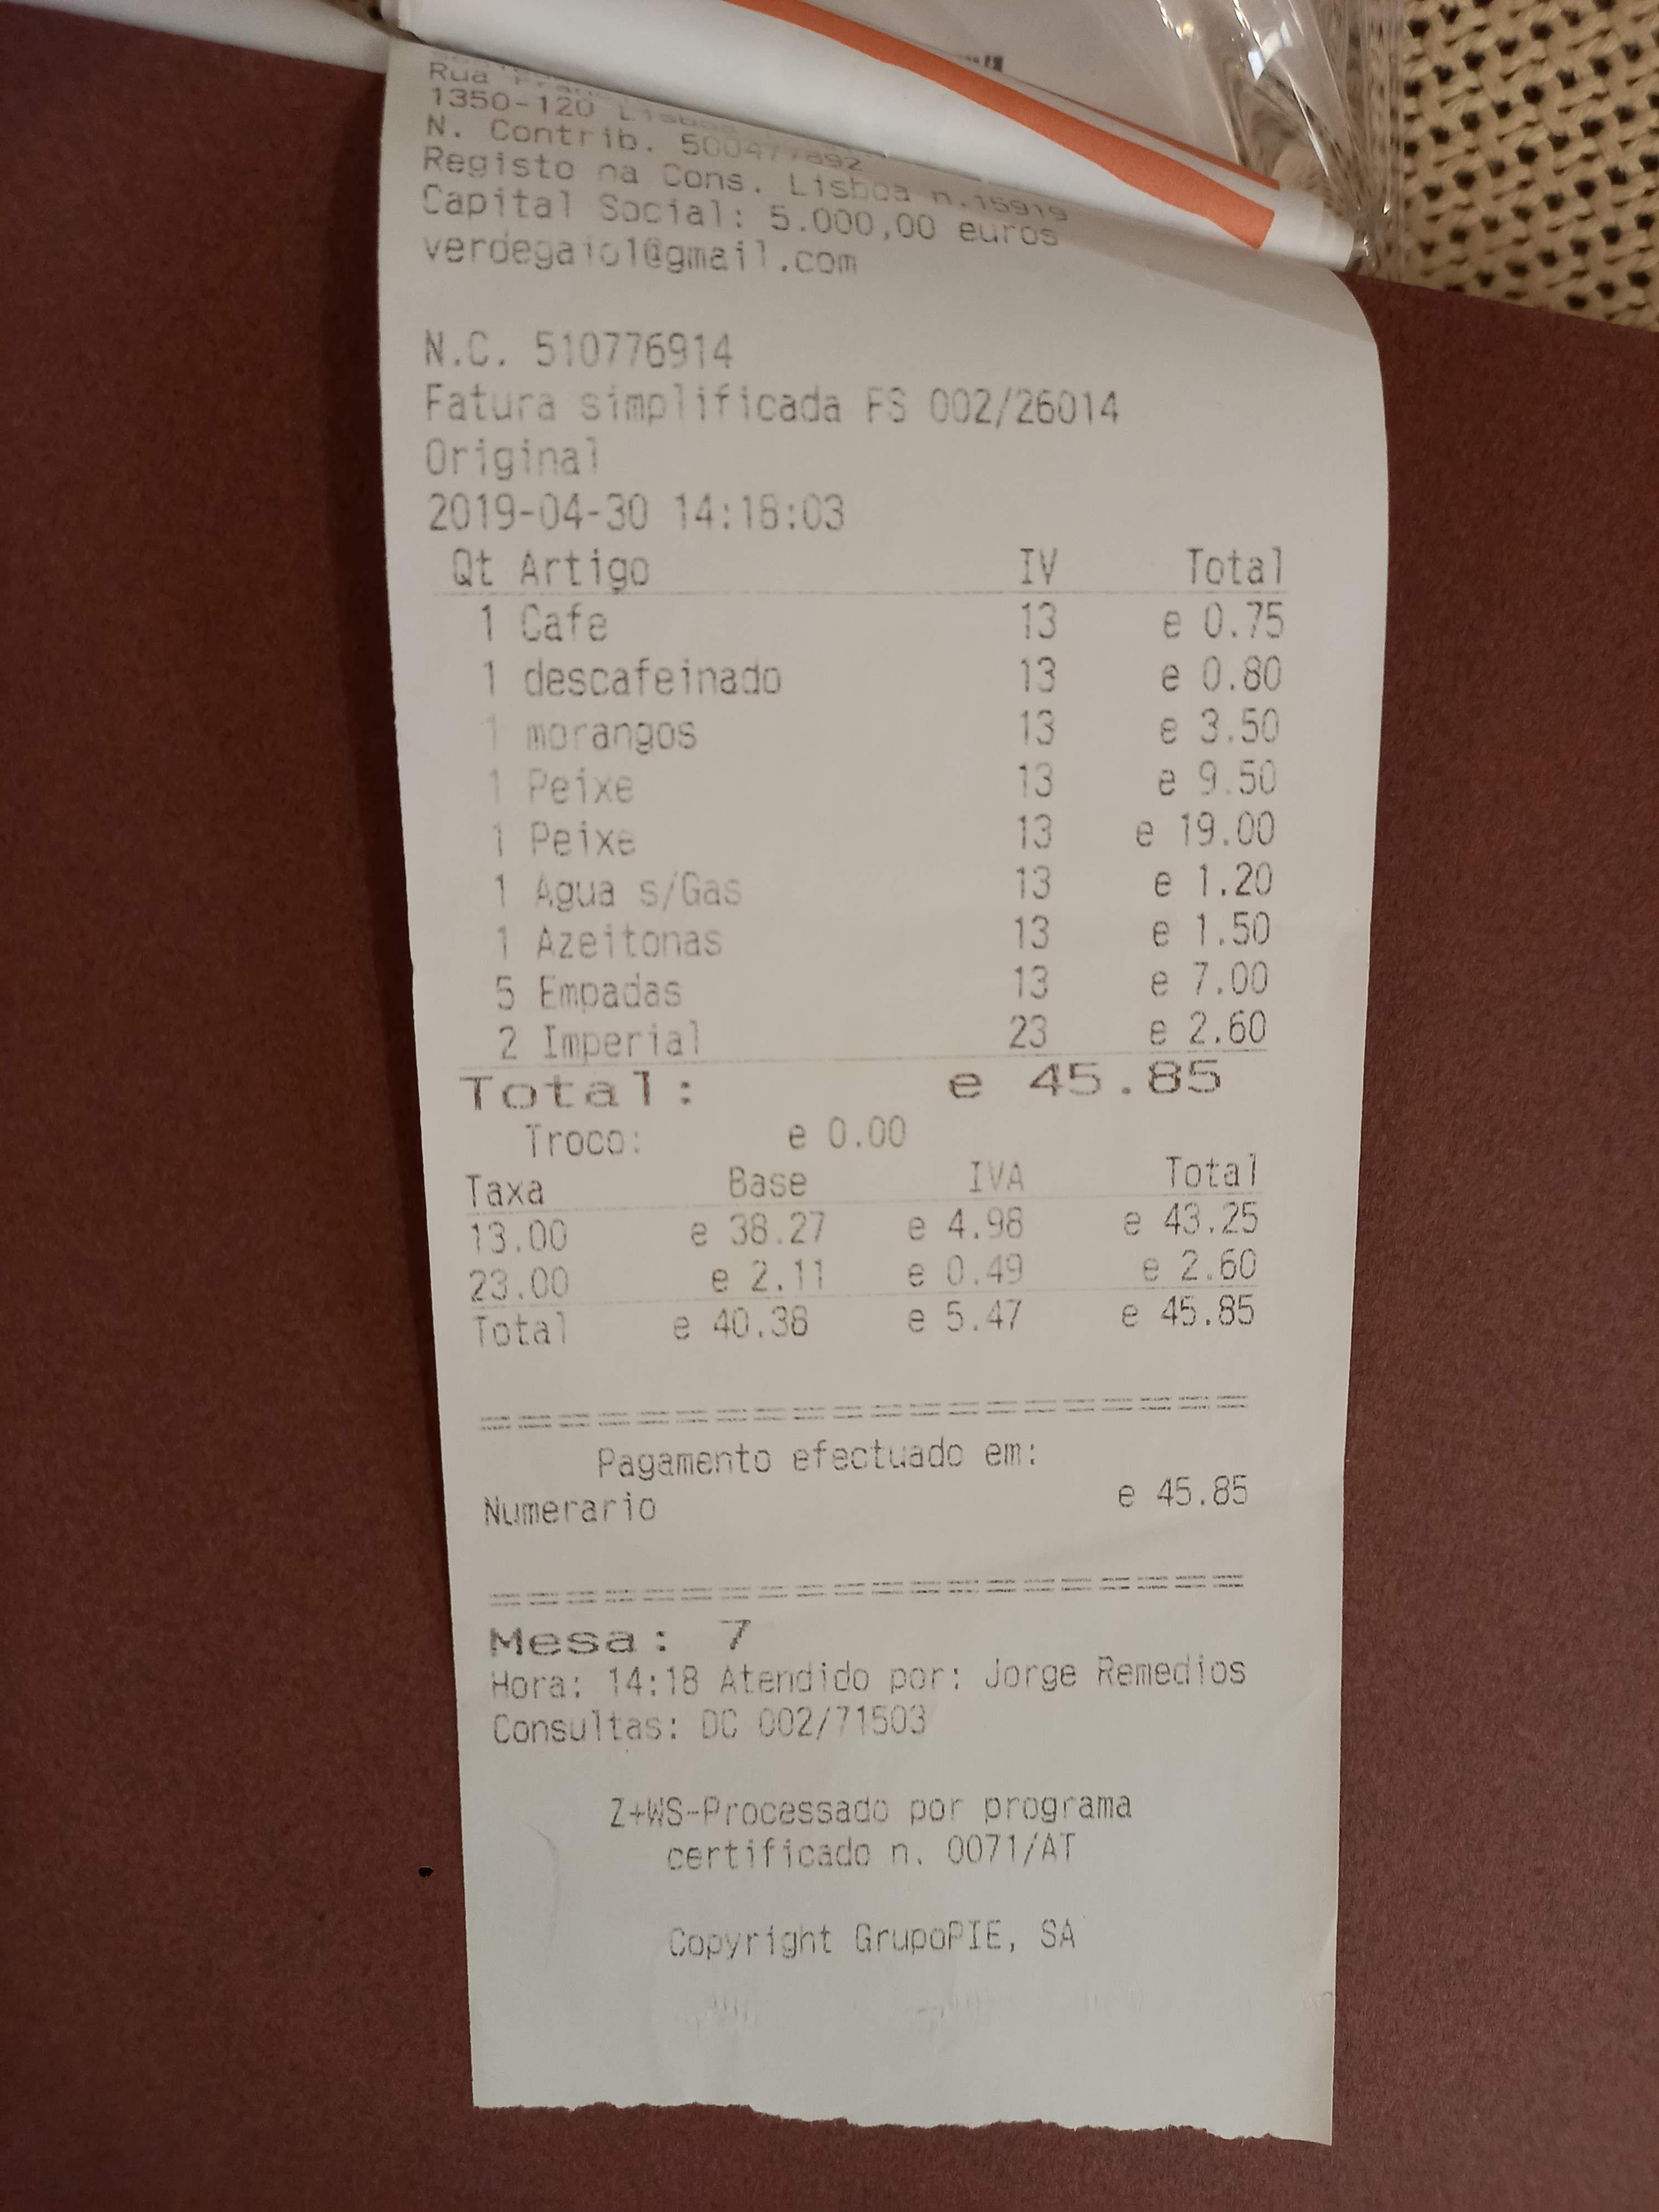 Rua
1350-120 Lisboa
N. Contrib. 500477892
Registo na Cons. Lisboa n.15919
Capital Social: 5.000,00 euros
verdegaio1@gmail.com
N.C. 510776914
Fatura simplificada FS 002/26014
Original
2019-04-30 14:18:03
Qt Artigo IV Total
1 Cafe 13 e 0.75
1 descafeinado 13 e 0.80
1 morangos 13 e 3.50
1 Peixe 13 e 9.50
1 Peixe 13 e 19.00
1 Agua s/Gas 13 e 1.20
1 Azeitonas 13 e 1.50
5 Empadas 13 e 7.00
2 Imperial 23 e 2.60
Total: e 45.85
Troco: e 0.00
Taxa Base IVA Total
13.00 e 38.27 e 4.98 e 43.25
23.00 e 2.11 e 0.49 e 2.60
Total e 40.38 e 5.47 e 45.85
Pagamento efectuado em:
Numerario e 45.85
Mesa: 7
Hora: 14:18 Atendido por: Jorge Remedios
Consultas: DC 002/71503
Z+WS-Processado por programa
certificado n. 0071/AT
Copyright GrupoPIE, SA